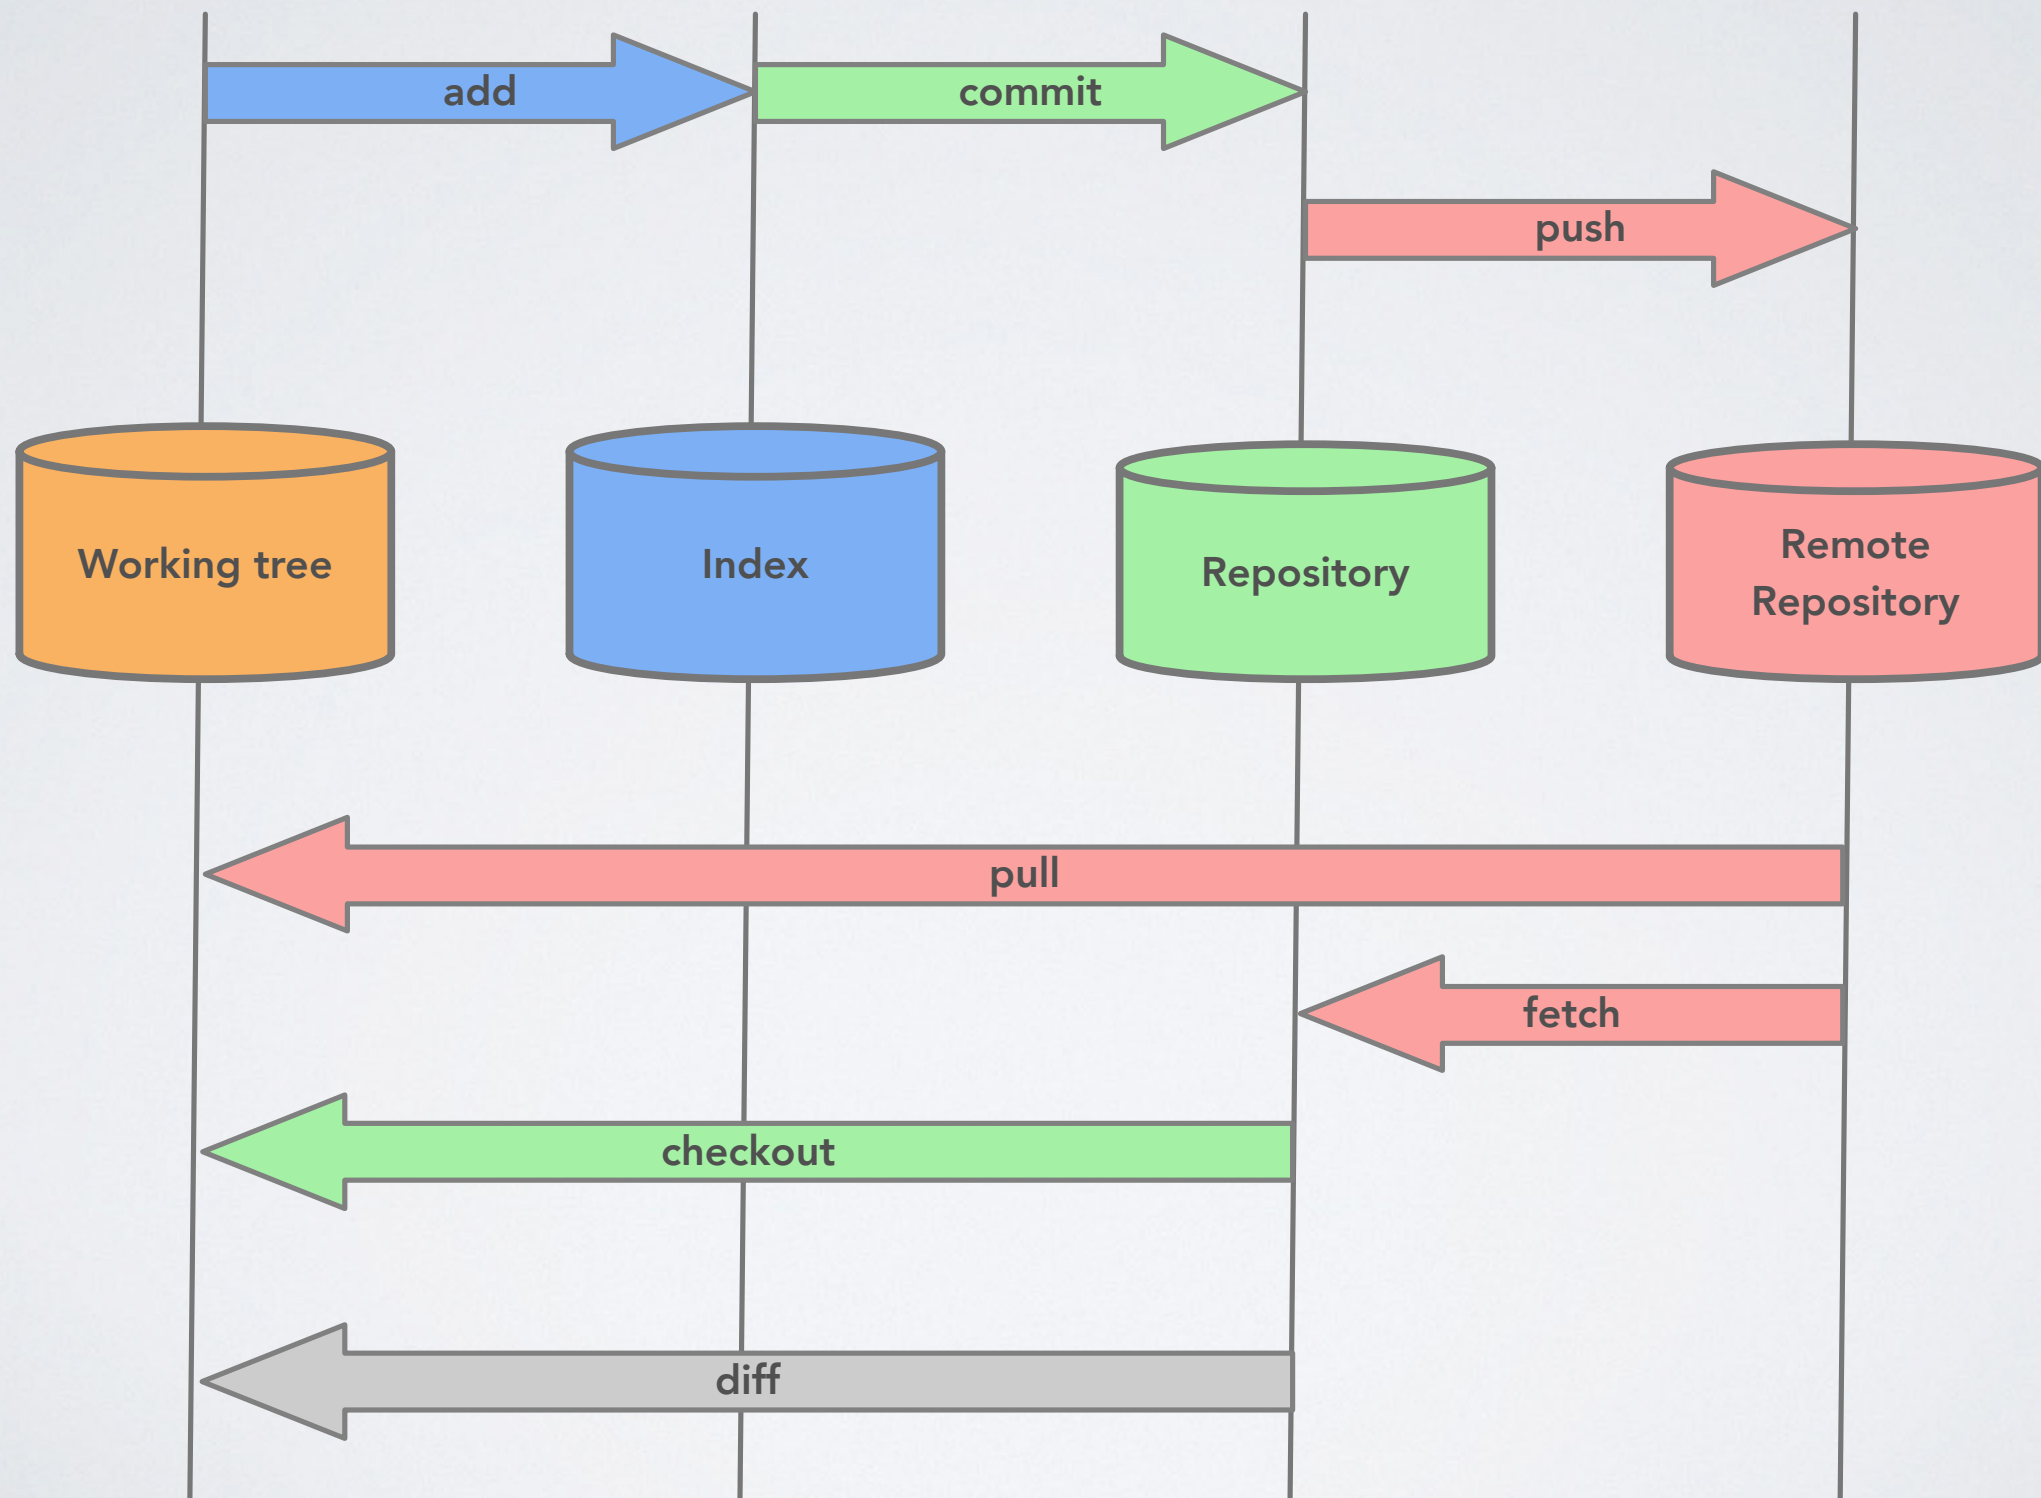 add
commit
push
Working tree
Index
Repository
Remote
Repository
pull
fetch
checkout
diff